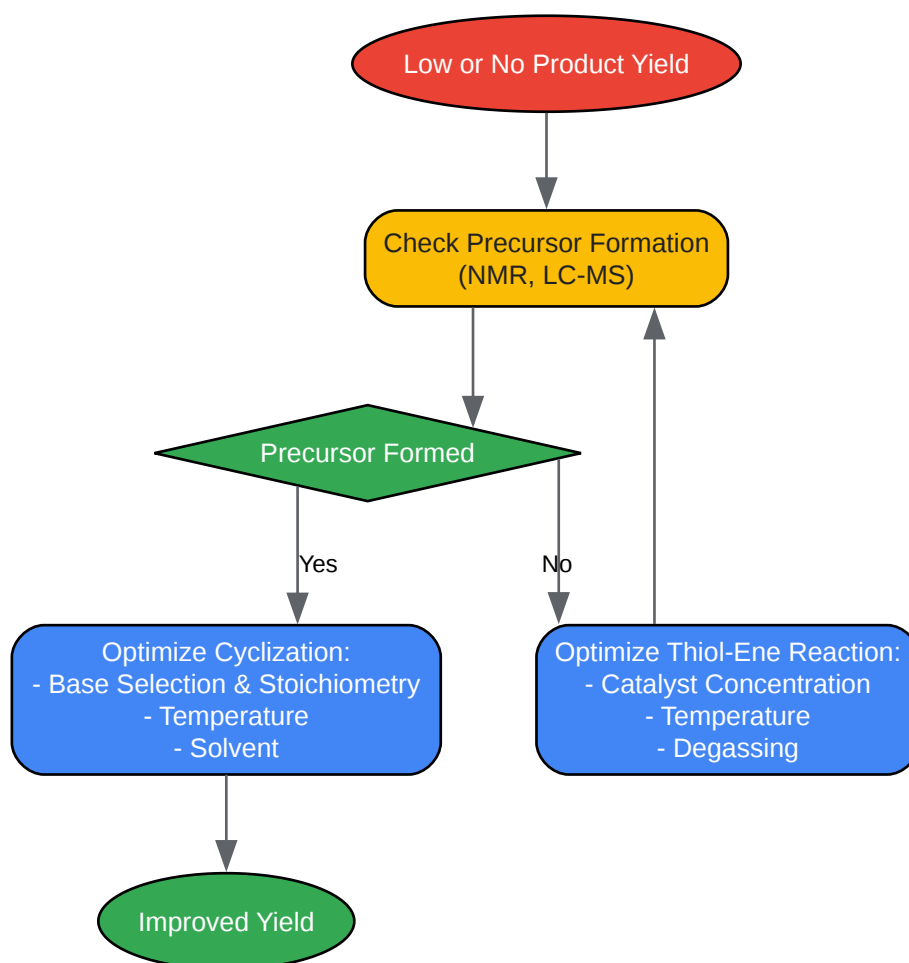 Low or No Product Yield
Check Precursor Formation
(NMR, LC-MS)
Precursor Formed
Yes
No
Optimize Cyclization:
- Base Selection & Stoichiometry
- Temperature
- Solvent
Optimize Thiol-Ene Reaction:
- Catalyst Concentration
- Temperature
- Degassing
Improved Yield